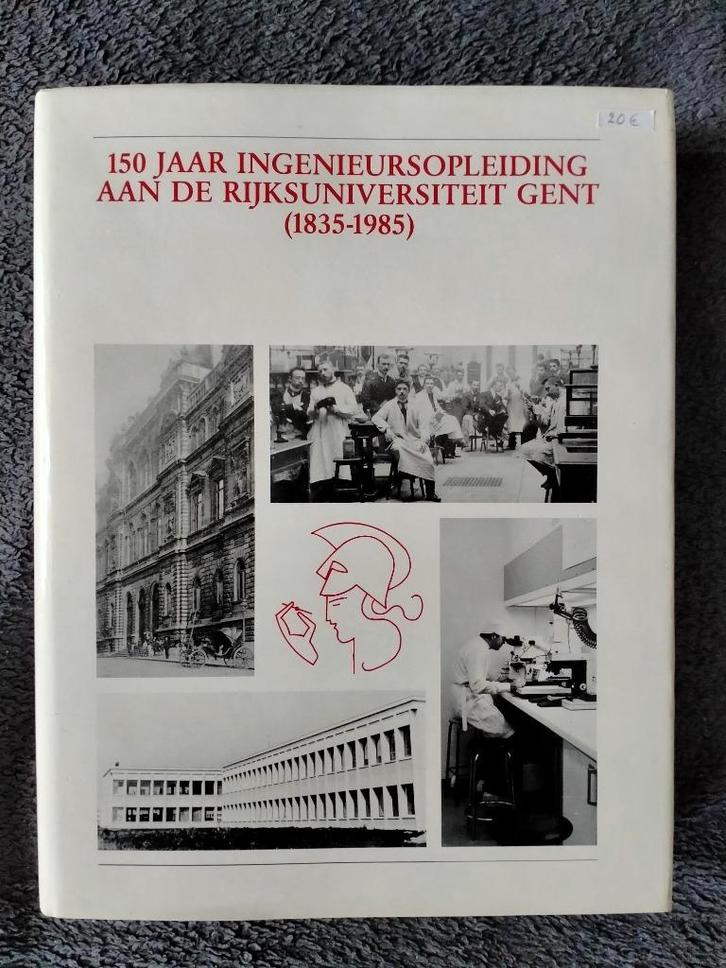 20 €
150 JAAR INGENIEURSOPLEIDING
AAN DE RIJKSUNIVERSITEIT GENT
(1835-1985)